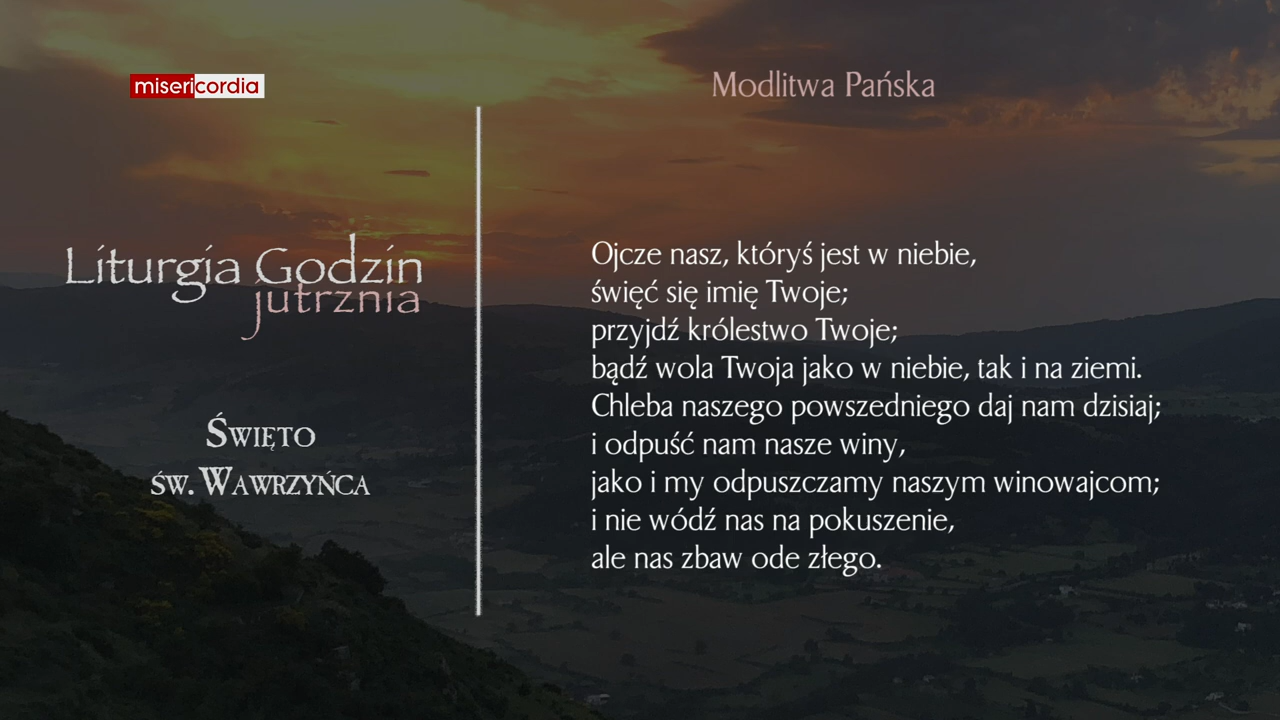 misericordia
Liturgia Godzin
jutrznia
Święto
św. Wawrzyńca
Modlitwa Pańska
Ojcze nasz, któryś jest w niebie,
święć się imię Twoje;
przyjdź królestwo Twoje;
bądź wola Twoja jako w niebie, tak i na ziemi.
Chleba naszego powszedniego daj nam dzisiaj;
i odpuść nam nasze winy,
jako i my odpuszczamy naszym winowajcom;
i nie wódź nas na pokuszenie,
ale nas zbaw ode złego.